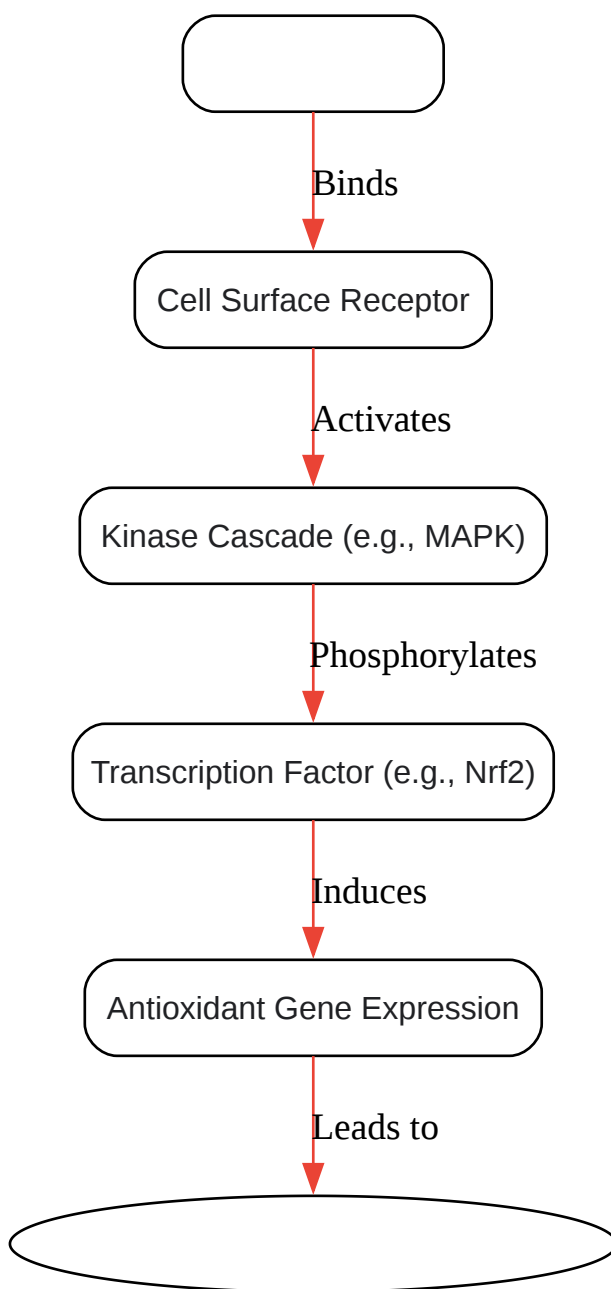 Binds
Cell Surface Receptor
Activates
Kinase Cascade (e.g., MAPK)
Phosphorylates
Transcription Factor (e.g., Nrf2)
Induces
Antioxidant Gene Expression
Leads to